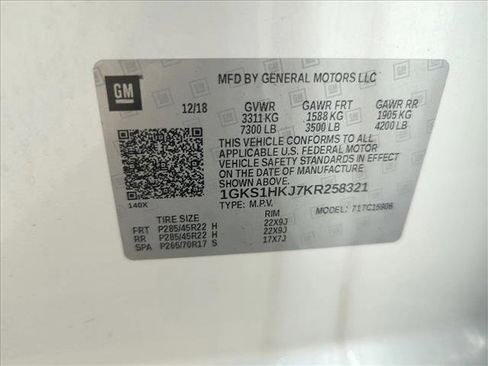 GM
MFD BY GENERAL MOTORS LLC
12/18 GVWR GAWR FRT GAWR RR
3311 KG 1588 KG 1905 KG
7300 LB 3500 LB 4200 LB
THIS VEHICLE CONFORMS TO ALL
APPLICABLE U.S. FEDERAL MOTOR
VEHICLE SAFETY STANDARDS IN EFFECT ON
THE DATE OF MANUFACTURE
SHOWN ABOVE.
1GKS1HKJ7KR258321
140X
TYPE: M.P.V. MODEL:
TIRE SIZE RIM
FRT P285/45R22 H 22X9J
RR P285/45R22 H 22X9J
SPA P265/70R17 S 17X7J